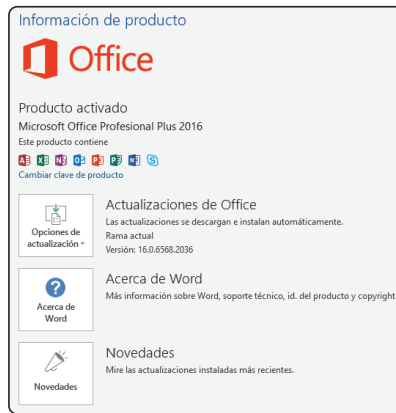 Información de producto
Office
Producto activado
Microsoft Office Profesional Plus 2016
Este producto contiene
Cambiar clave de producto
Opciones de
actualización
Actualizaciones de Office
Las actualizaciones se descargan e instalan automáticamente.
Rama actual
Versión: 16.0.6568.2036
Acerca de
Word
Acerca de Word
Más información sobre Word, soporte técnico, id. del producto y copyright
Novedades
Novedades
Mire las actualizaciones instaladas más recientes.